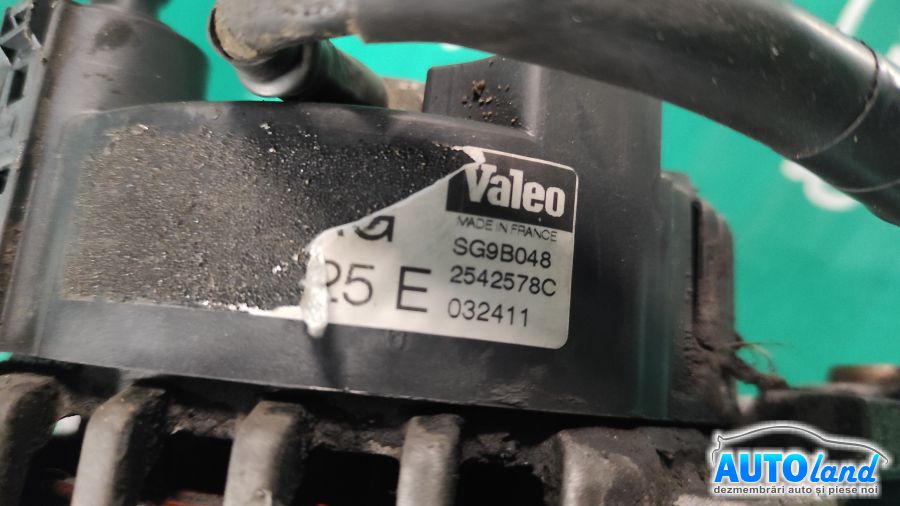 Valeo
MADE IN FRANCE
SG9B048
25 E
2542578C
032411
AUTOland
dezmembrări auto și piese noi